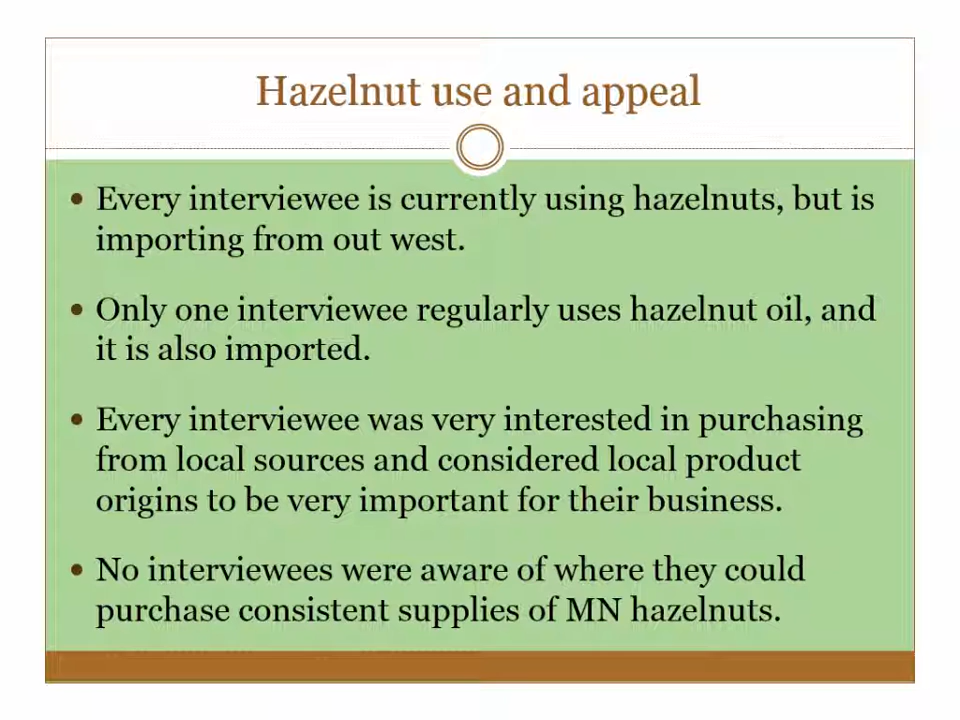 Hazelnut use and appeal
• Every interviewee is currently using hazelnuts, but is
importing from out west.
• Only one interviewee regularly uses hazelnut oil, and
it is also imported.
• Every interviewee was very interested in purchasing
from local sources and considered local product
origins to be very important for their business.
• No interviewees were aware of where they could
purchase consistent supplies of MN hazelnuts.